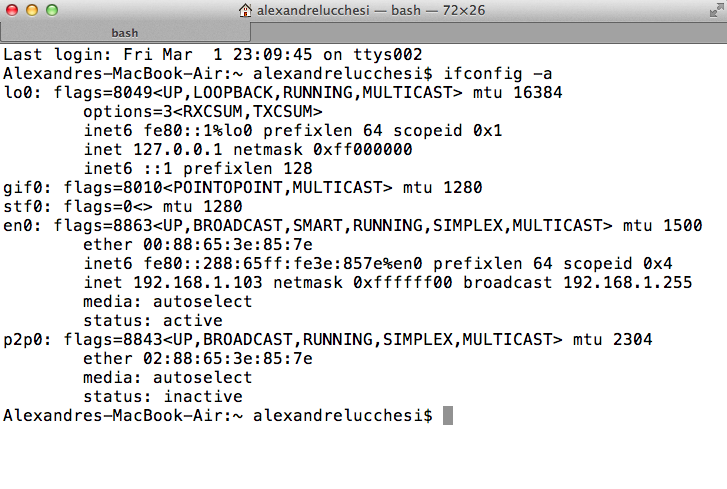 alexandrelucchesi — bash — 72×26
bash
Last login: Fri Mar  1 23:09:45 on ttys002
Alexandres-MacBook-Air:~ alexandrelucchesi$ ifconfig -a
lo0: flags=8049<UP,LOOPBACK,RUNNING,MULTICAST> mtu 16384
        options=3<RXCSUM,TXCSUM>
        inet6 fe80::1%lo0 prefixlen 64 scopeid 0x1
        inet 127.0.0.1 netmask 0xff000000
        inet6 ::1 prefixlen 128
gif0: flags=8010<POINTOPOINT,MULTICAST> mtu 1280
stf0: flags=0<> mtu 1280
en0: flags=8863<UP,BROADCAST,SMART,RUNNING,SIMPLEX,MULTICAST> mtu 1500
        ether 00:88:65:3e:85:7e
        inet6 fe80::288:65ff:fe3e:857e%en0 prefixlen 64 scopeid 0x4
        inet 192.168.1.103 netmask 0xffffff00 broadcast 192.168.1.255
        media: autoselect
        status: active
p2p0: flags=8843<UP,BROADCAST,RUNNING,SIMPLEX,MULTICAST> mtu 2304
        ether 02:88:65:3e:85:7e
        media: autoselect
        status: inactive
Alexandres-MacBook-Air:~ alexandrelucchesi$